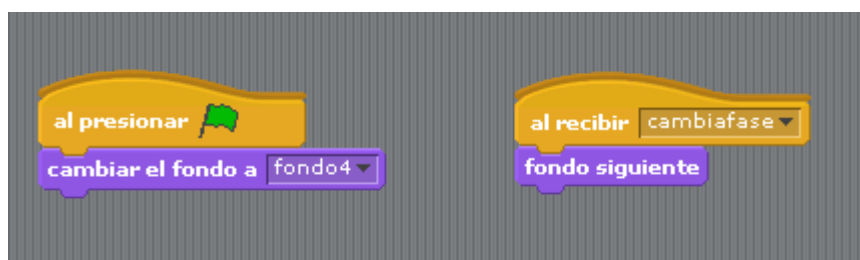 al presionar
cambiar el fondo a fondo4
al recibir cambiafase
fondo siguiente